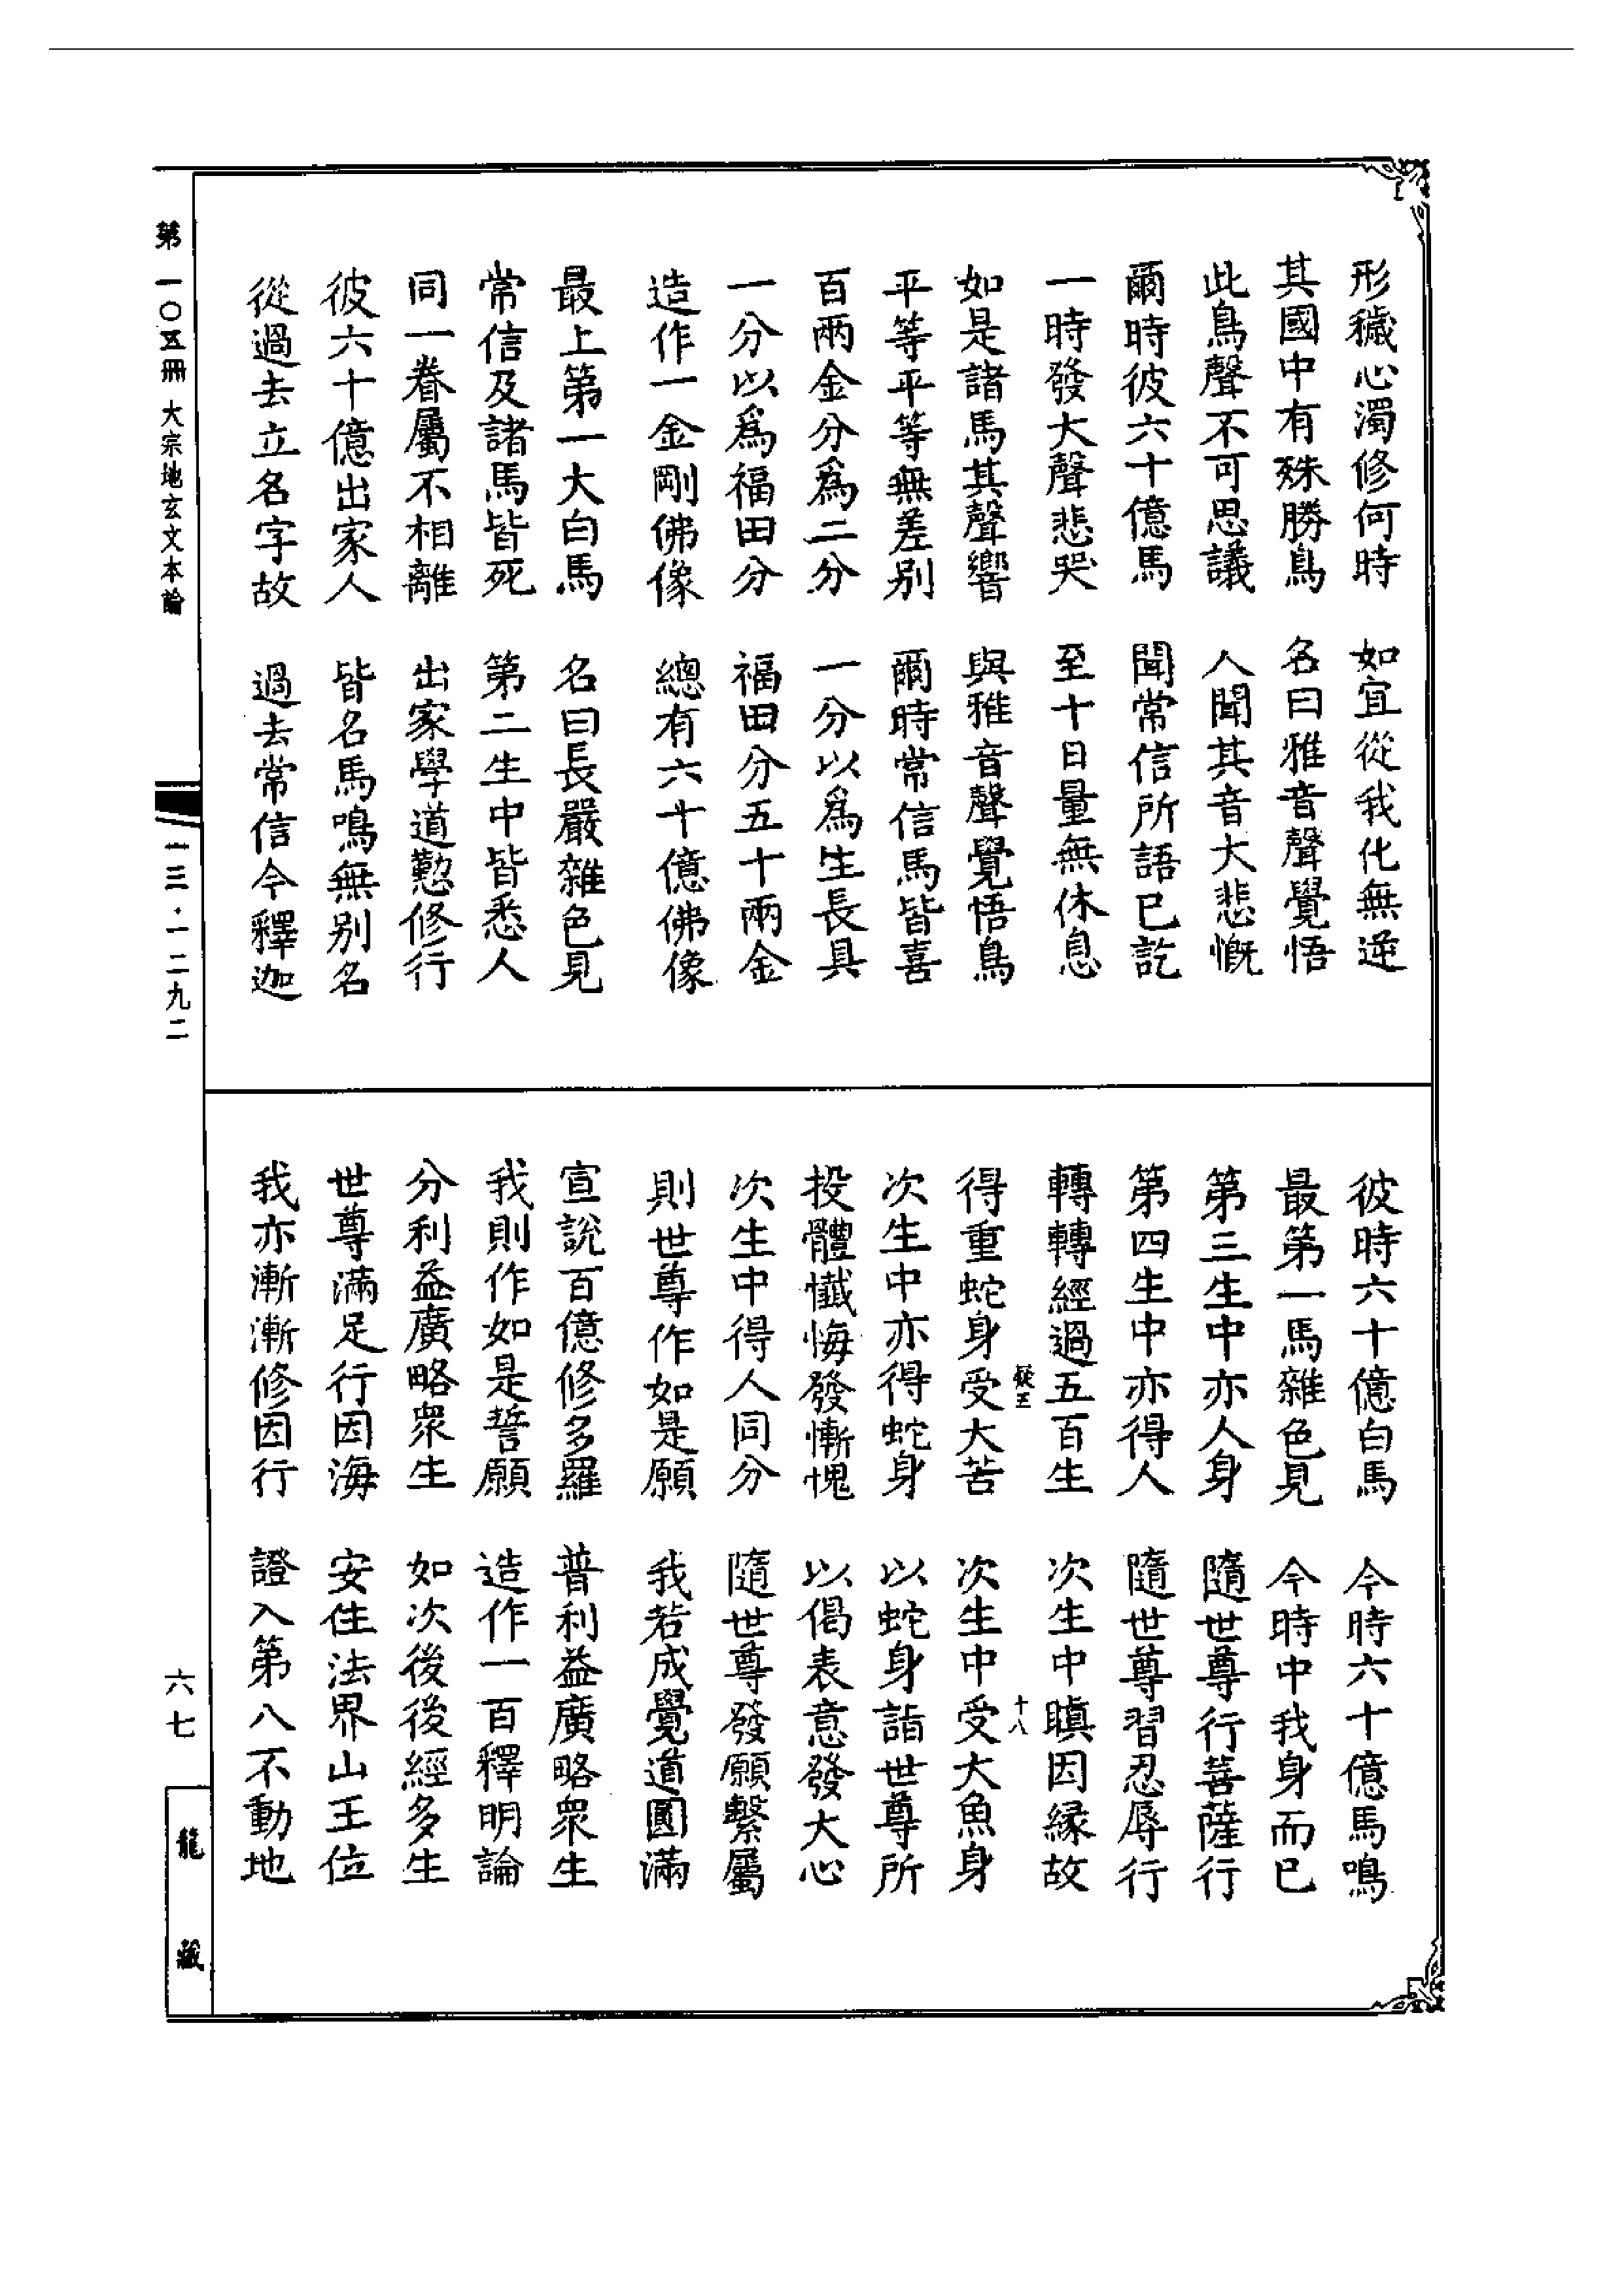 形穢心濁修何時　如宜從我化無逆
其國中有殊勝鳥　名曰雅音聲覺悟
此鳥聲不可思議　人聞其音大悲慨
爾時彼六十億馬　聞常信所語已訖
一時發大聲悲哭　至十日量無休息
如是諸馬其聲響　與雅音聲覺悟鳥
平等平等無差别　爾時常信馬皆喜
百兩金分爲二分　一分以爲生長具
一分以爲福田分　福田分五十兩金
造作一金剛佛像　總有六十億佛像
最上第一大白馬　名曰長嚴雜色見
常信及諸馬皆死　第二生中皆悉人
同一眷屬不相離　出家學道懃修行
彼六十億出家人　皆名馬鳴無别名
從過去立名字故　過去常信今釋迦
彼時六十億白馬　今時六十億馬鳴
最第一馬雜色見　今時中我身而已
第三生中亦人身　隨世尊行菩薩行
第四生中亦得人　隨世尊習忍辱行
轉轉經過五百生　次生中瞋因緣故
得重蛇身受大苦　次生中受大魚身
次生中亦得蛇身　以蛇身詣世尊所
投體懺悔發慚愧　以偈表意發大心
次生中得人同分　隨世尊發願繫屬
則世尊作如是願　我若成覺道圓滿
宣説百億修多羅　普利益廣略衆生
我則作如是誓願　造作一百釋明論
分利益廣略衆生　如次後後經多生
世尊滿足行因海　安住法界山王位
我亦漸漸修因行　證入第八不動地
疑五
十八
第一〇五冊　大宗地玄文本論
一三·一二九二
六七
龍藏